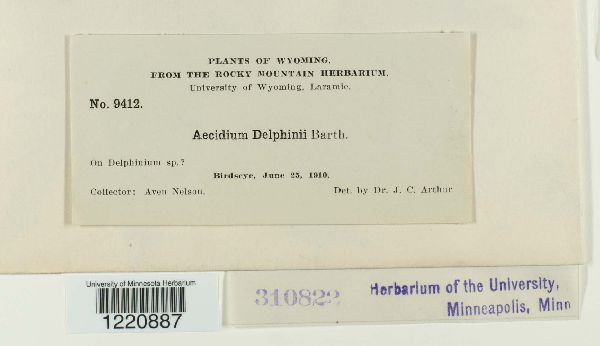 PLANTS OF WYOMING.
FROM THE ROCKY MOUNTAIN HERBARIUM.
University of Wyoming, Laramie.
No. 9412.
Aecidium Delphinii Barth.
On Delphinium sp.?
Birdseye, June 25, 1910.
Collector: Aven Nelson. Det. by Dr. J. C. Arthur
University of Minnesota Herbarium
1220887
310822
Herbarium of the University,
Minneapolis, Minn